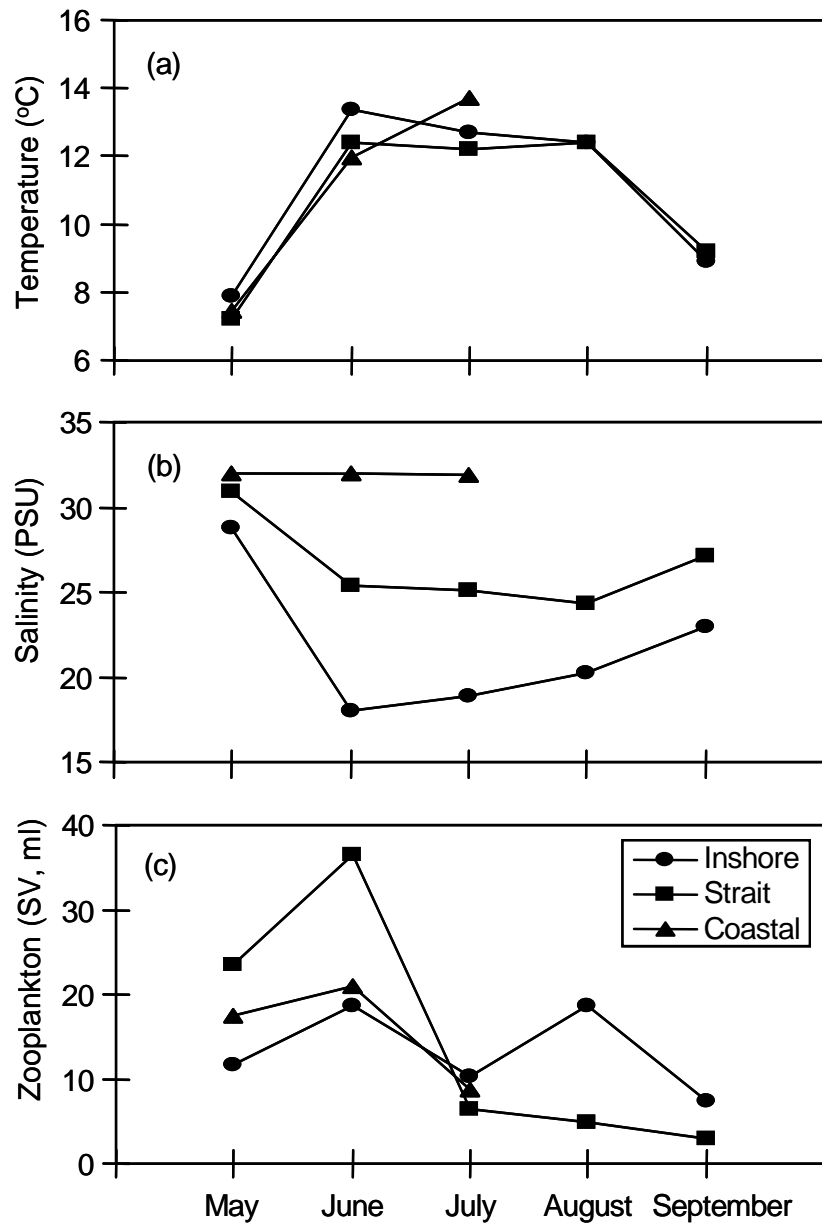 16
14
12
10
8
6
Temperature (ºC)
(a)
35
30
25
20
15
Salinity (PSU)
(b)
40
30
20
10
0
Zooplankton (SV, ml)
(c)
Inshore
Strait
Coastal
May June July August September